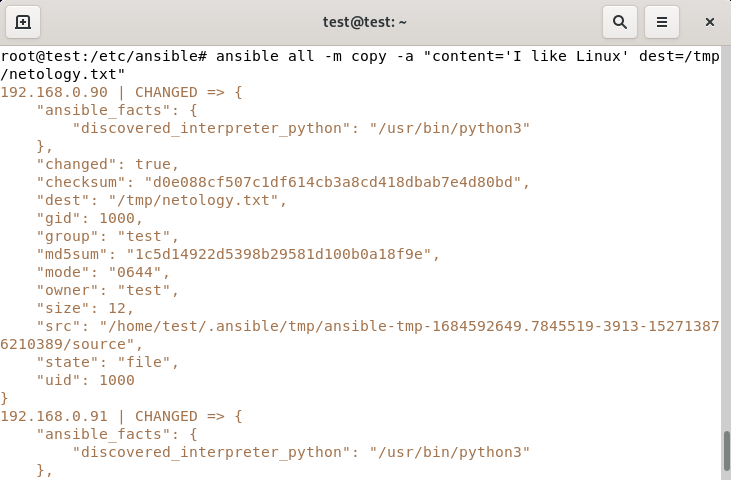 test@test: ~
root@test:/etc/ansible# ansible all -m copy -a "content='I like Linux' dest=/tmp
/netology.txt"
192.168.0.90 | CHANGED => {
    "ansible_facts": {
        "discovered_interpreter_python": "/usr/bin/python3"
    },
    "changed": true,
    "checksum": "d0e088cf507c1df614cb3a8cd418dbab7e4d80bd",
    "dest": "/tmp/netology.txt",
    "gid": 1000,
    "group": "test",
    "md5sum": "1c5d14922d5398b29581d100b0a18f9e",
    "mode": "0644",
    "owner": "test",
    "size": 12,
    "src": "/home/test/.ansible/tmp/ansible-tmp-1684592649.7845519-3913-15271387
6210389/source",
    "state": "file",
    "uid": 1000
}
192.168.0.91 | CHANGED => {
    "ansible_facts": {
        "discovered_interpreter_python": "/usr/bin/python3"
    },